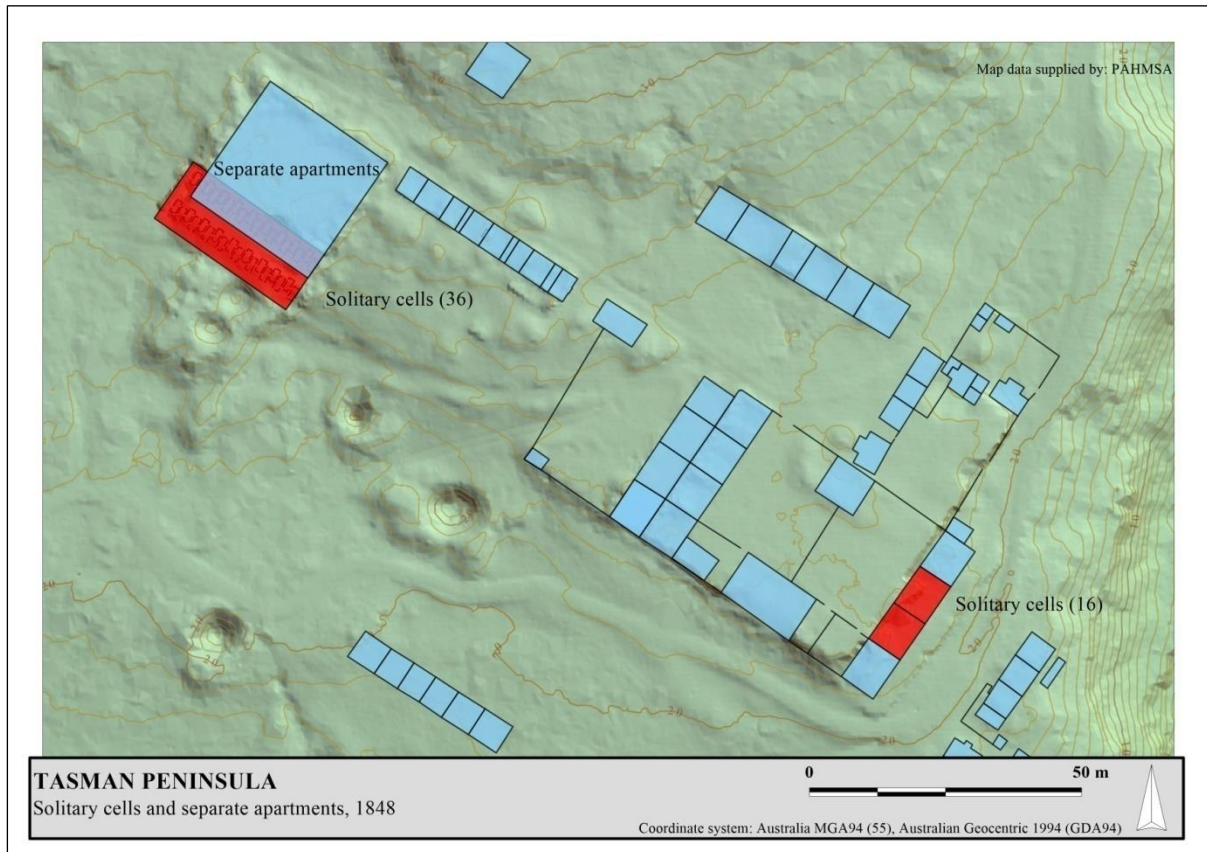 Map data supplied by: PAHMSA
Separate apartments
Solitary cells (36)
Solitary cells (16)
TASMAN PENINSULA
Solitary cells and separate apartments, 1848
0
50 m
Coordinate system: Australia MGA94 (55), Australian Geocentric 1994 (GDA94)